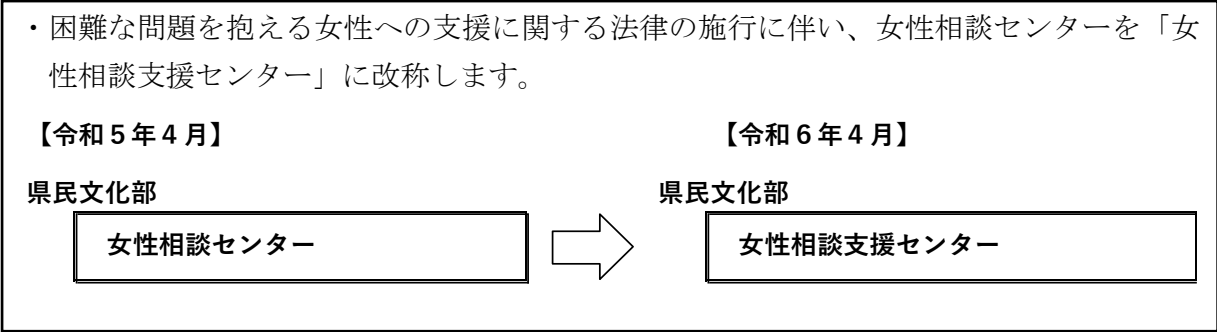 ・困難な問題を抱える女性への支援に関する法律の施行に伴い、女性相談センターを「女
性相談支援センター」に改称します。
【令和５年４月】 【令和６年４月】
県民文化部 県民文化部
女性相談センター 女性相談支援センター